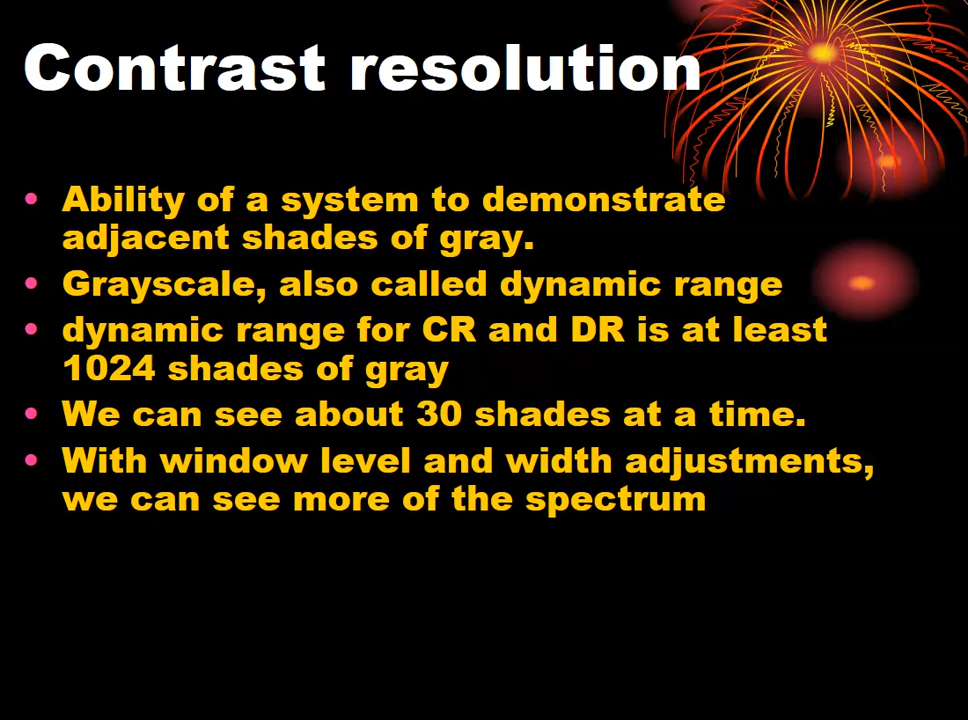 Contrast resolution
• Ability of a system to demonstrate
adjacent shades of gray.
• Grayscale, also called dynamic range
• dynamic range for CR and DR is at least
1024 shades of gray
• We can see about 30 shades at a time.
• With window level and width adjustments,
we can see more of the spectrum